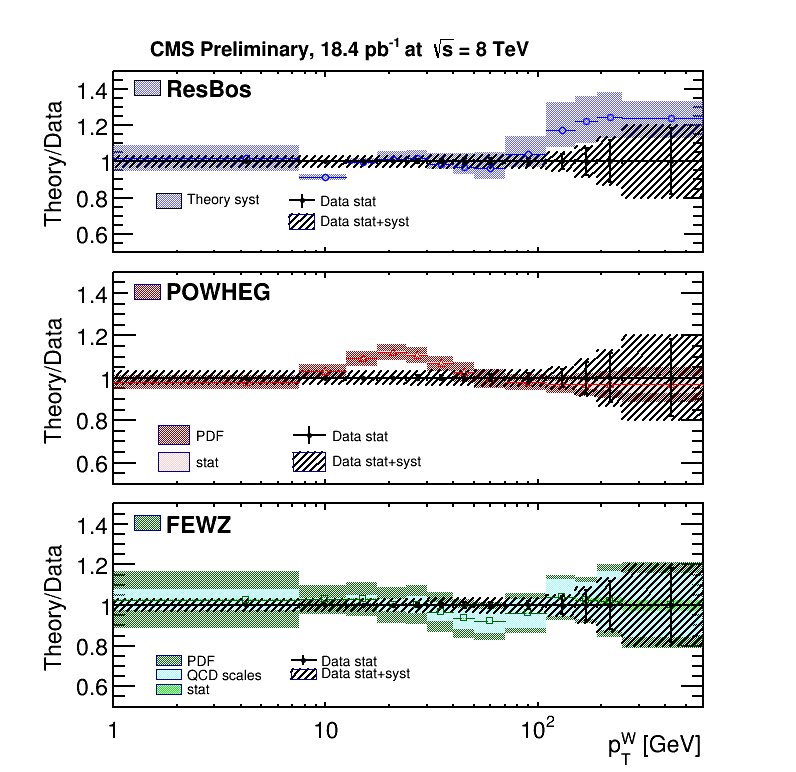 CMS Preliminary, 18.4 pb⁻¹ at √s = 8 TeV
Theory/Data
1.4
1.2
1
0.8
0.6
ResBos
Theory syst
Data stat
Data stat+syst
Theory/Data
1.4
1.2
1
0.8
0.6
POWHEG
PDF
Data stat
stat
Data stat+syst
Theory/Data
1.4
1.2
1
0.8
0.6
FEWZ
PDF
Data stat
QCD scales
Data stat+syst
stat
1 10 10²
p_T^W [GeV]